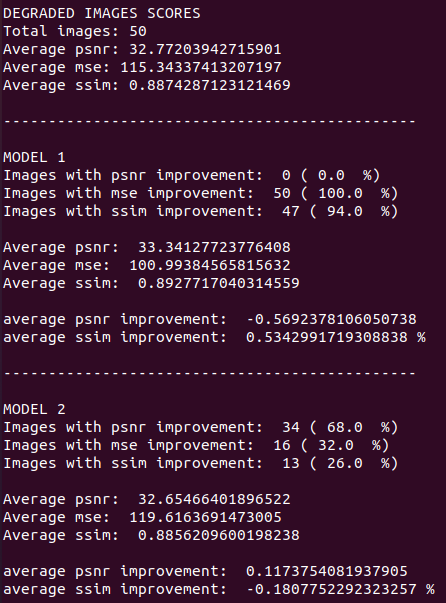 DEGRADED IMAGES SCORES
Total images: 50
Average psnr: 32.77203942715901
Average mse: 115.34337413207197
Average ssim: 0.8874287123121469
----------------------------------------------
MODEL 1
Images with psnr improvement:  0 ( 0.0  %)
Images with mse improvement:  50 ( 100.0  %)
Images with ssim improvement:  47 ( 94.0  %)
Average psnr:  33.34127723776408
Average mse:  100.99384565815632
Average ssim:  0.8927717040314559
average psnr improvement:  -0.5692378106050738
average ssim improvement:  0.5342991719308838 %
----------------------------------------------
MODEL 2
Images with psnr improvement:  34 ( 68.0  %)
Images with mse improvement:  16 ( 32.0  %)
Images with ssim improvement:  13 ( 26.0  %)
Average psnr:  32.65466401896522
Average mse:  119.6163691473005
Average ssim:  0.8856209600198238
average psnr improvement:  0.1173754081937905
average ssim improvement:  -0.1807752292323257 %